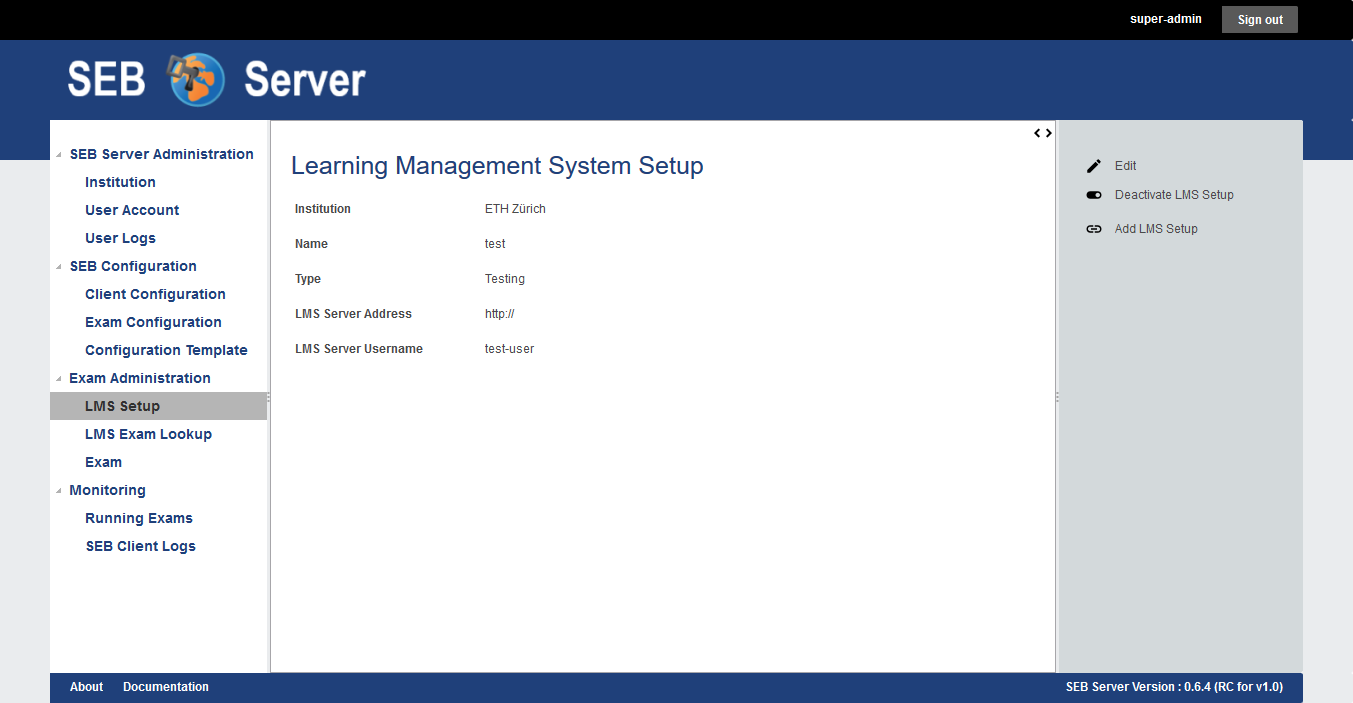 super-admin Sign out
SEB Server
SEB Server Administration
Institution
User Account
User Logs
SEB Configuration
Client Configuration
Exam Configuration
Configuration Template
Exam Administration
LMS Setup
LMS Exam Lookup
Exam
Monitoring
Running Exams
SEB Client Logs
Learning Management System Setup
Institution ETH Zürich
Name test
Type Testing
LMS Server Address http://
LMS Server Username test-user
Edit
Deactivate LMS Setup
Add LMS Setup
About Documentation SEB Server Version : 0.6.4 (RC for v1.0)